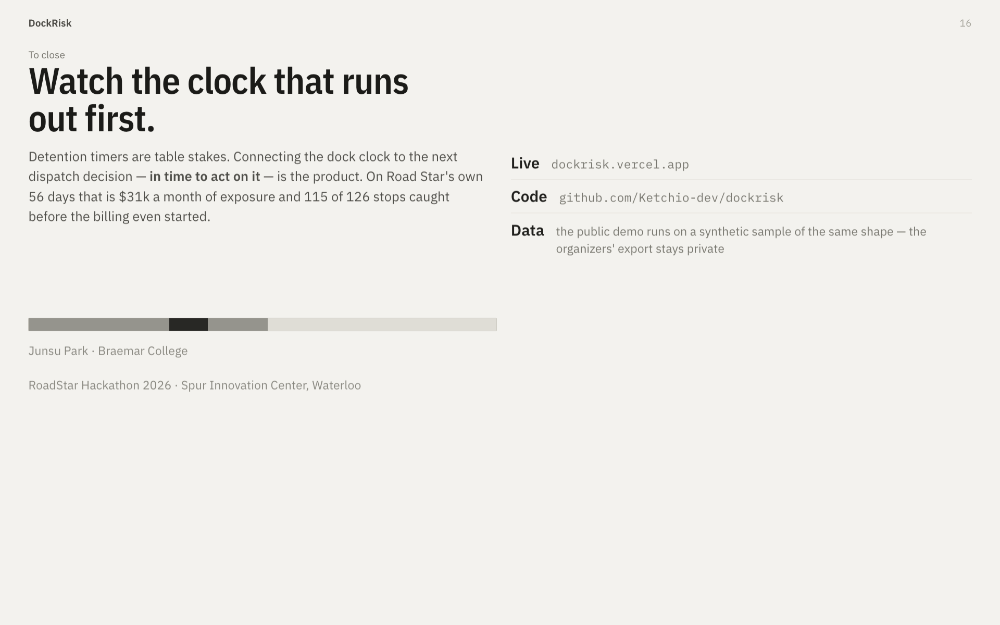 DockRisk
16
To close
Watch the clock that runs
out first.
Detention timers are table stakes. Connecting the dock clock to the next
dispatch decision — in time to act on it — is the product. On Road Star's own
56 days that is $31k a month of exposure and 115 of 126 stops caught
before the billing even started.
Live dockrisk.vercel.app
Code github.com/Ketchio-dev/dockrisk
Data the public demo runs on a synthetic sample of the same shape — the
organizers' export stays private
Junsu Park · Braemar College
RoadStar Hackathon 2026 · Spur Innovation Center, Waterloo